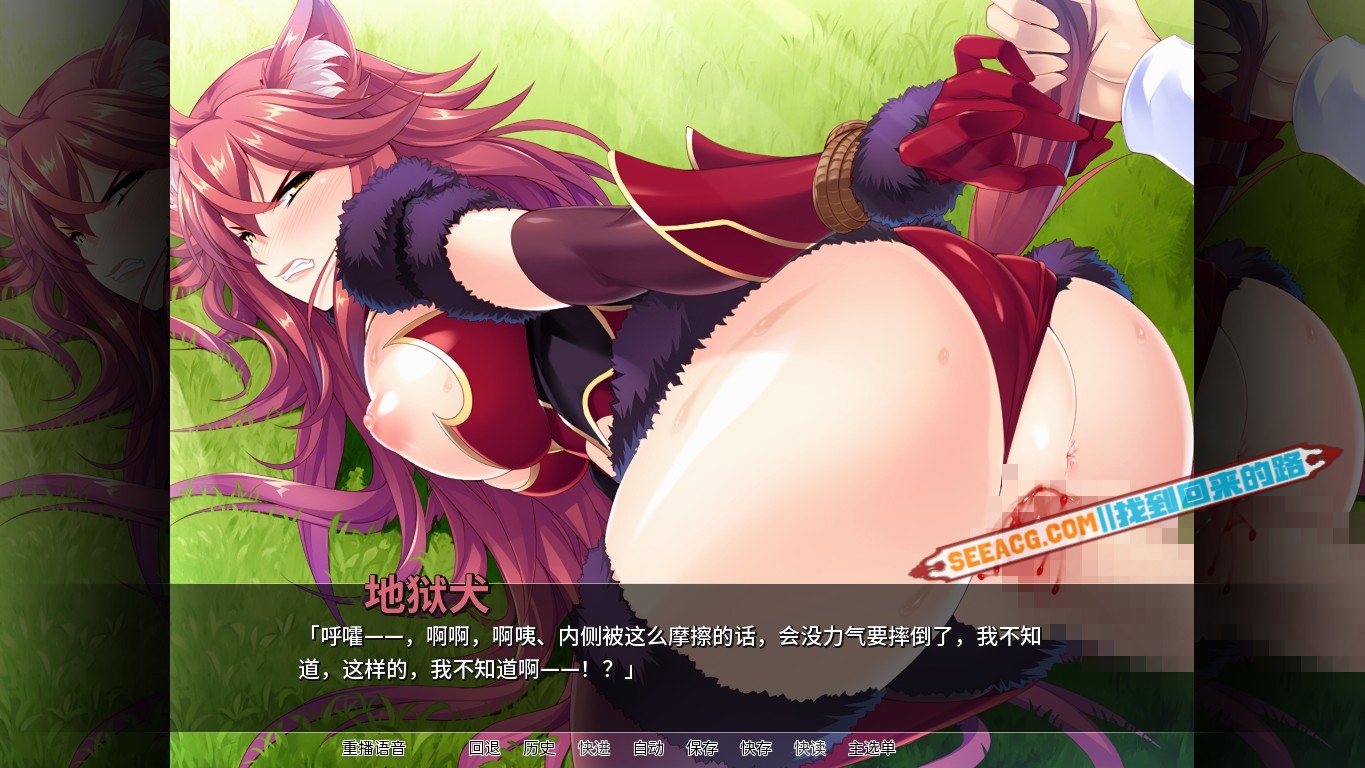 SEEACG.COM||找到回来的路
地狱犬
「呼嚯——，啊啊，啊咦、内侧被这么摩擦的话，会没力气要摔倒了，我不知
道，这样的，我不知道啊——！？」
重播语音 回退 历史 快进 自动 保存 快存 快读 主选单